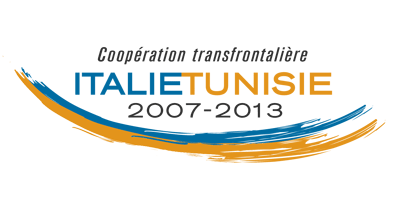 Coopération transfrontalière
ITALIETUNISIE
2007-2013